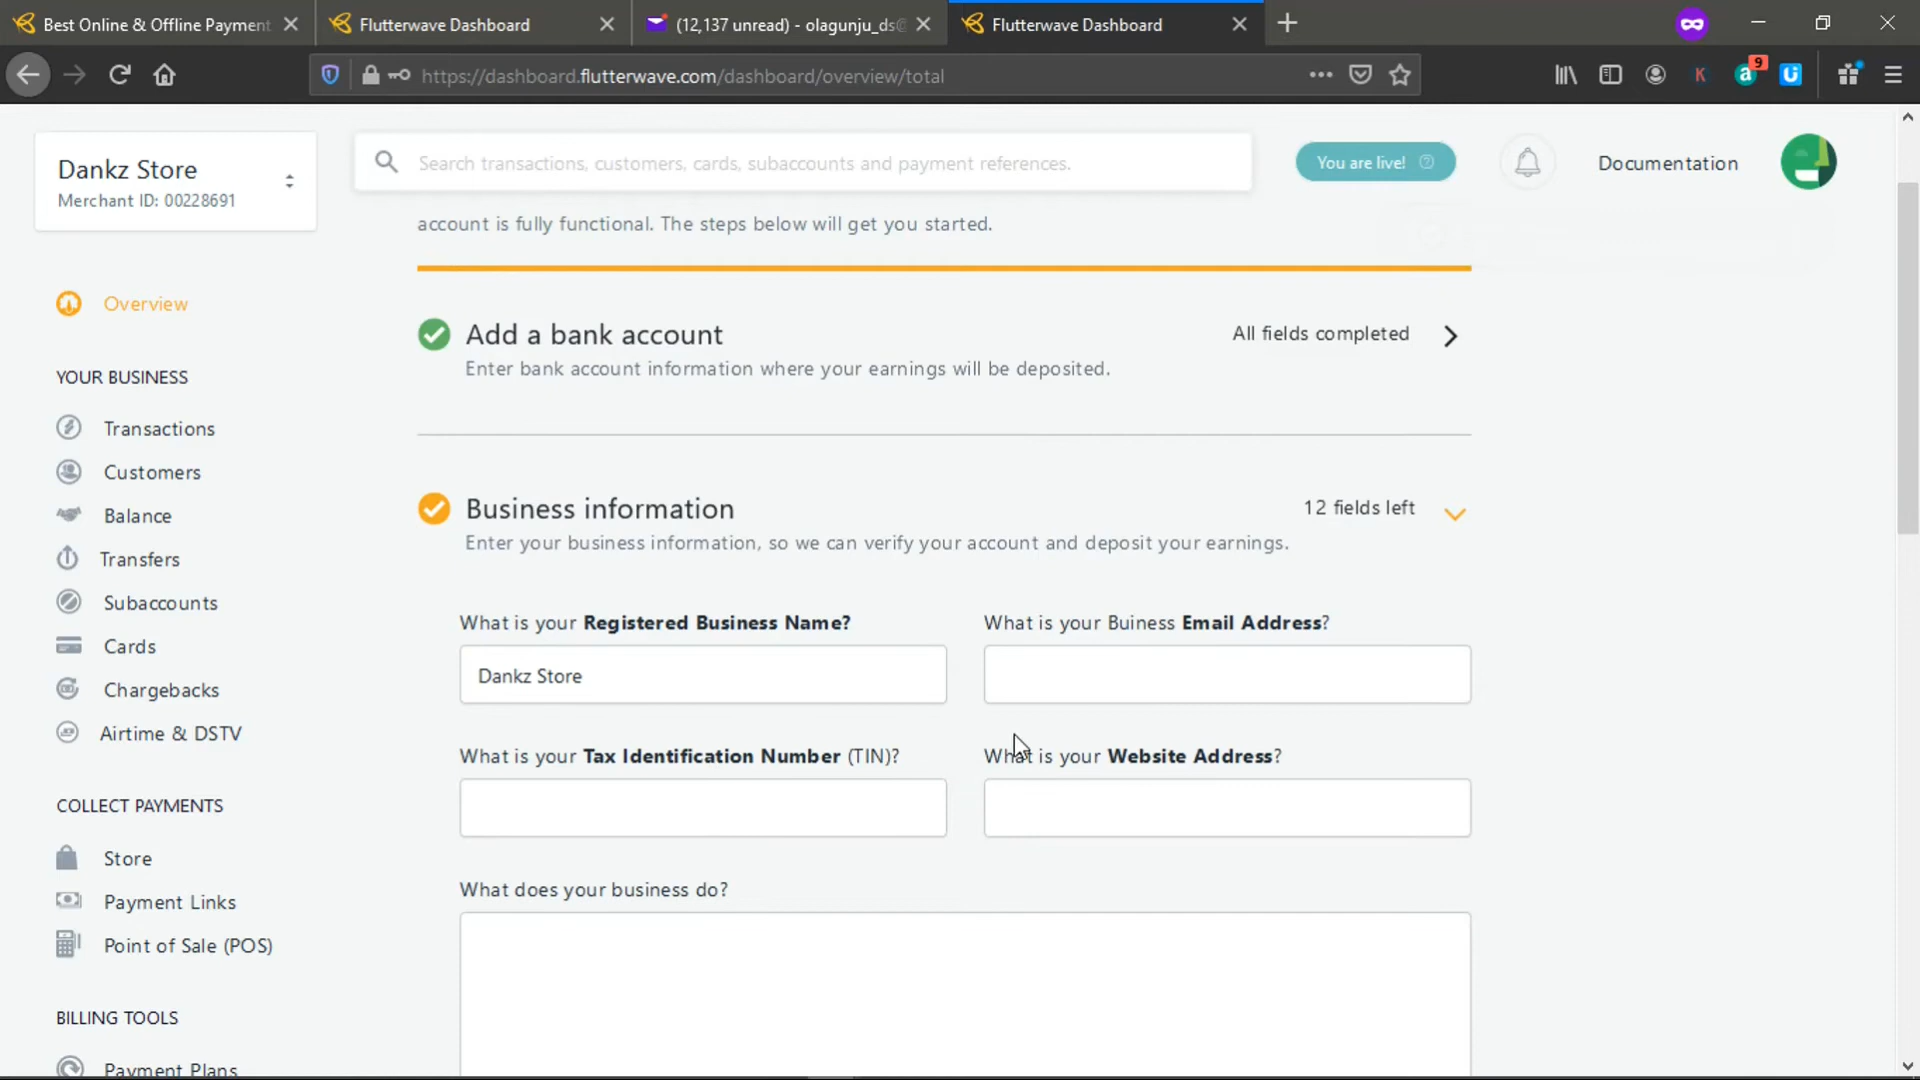 Best Online & Offline Payment
Flutterwave Dashboard
(12,137 unread) - olagunju_ds@
Flutterwave Dashboard
https://dashboard.flutterwave.com/dashboard/overview/total
K
a
9
Dankz Store
Merchant ID: 00228691
Search transactions, customers, cards, subaccounts and payment references.
You are live!
Documentation
account is fully functional. The steps below will get you started.
Overview
YOUR BUSINESS
Transactions
Customers
Balance
Transfers
Subaccounts
Cards
Chargebacks
Airtime & DSTV
COLLECT PAYMENTS
Store
Payment Links
Point of Sale (POS)
BILLING TOOLS
Payment Plans
Add a bank account
All fields completed
Enter bank account information where your earnings will be deposited.
Business information
12 fields left
Enter your business information, so we can verify your account and deposit your earnings.
What is your Registered Business Name?
What is your Buiness Email Address?
Dankz Store
What is your Tax Identification Number (TIN)?
What is your Website Address?
What does your business do?